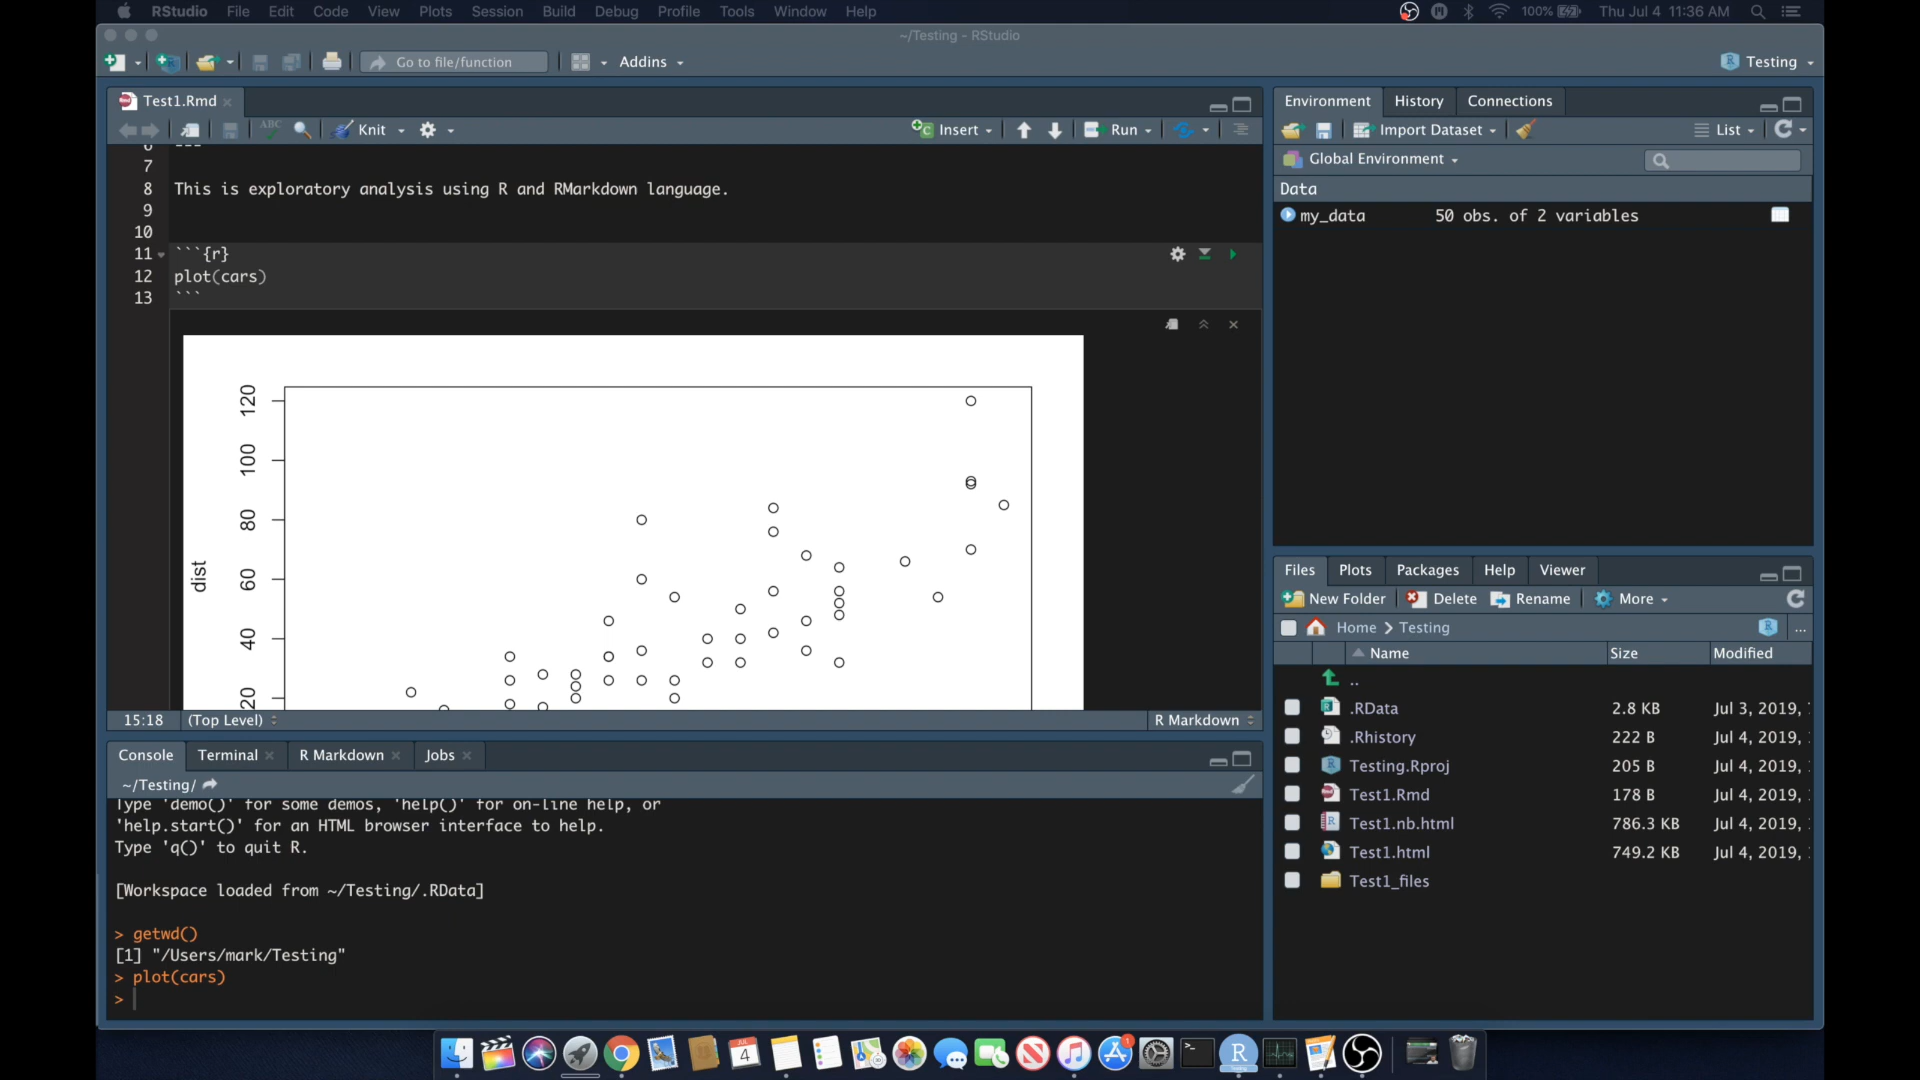 RStudio File Edit Code View Plots Session Build Debug Profile Tools Window Help 100% Thu Jul 4 11:36 AM
~/Testing - RStudio
Go to file/function Addins Testing
Test1.Rmd
ABC Knit Insert Run
6 ---
7
8 This is exploratory analysis using R and RMarkdown language.
9
10
11 ```{r}
12 plot(cars)
13 ```
120
100
80
60
40
20
dist
15:18 (Top Level) R Markdown
Console Terminal R Markdown Jobs
~/Testing/
Type 'demo()' for some demos, 'help()' for on-line help, or
'help.start()' for an HTML browser interface to help.
Type 'q()' to quit R.
[Workspace loaded from ~/Testing/.RData]
> getwd()
[1] "/Users/mark/Testing"
> plot(cars)
>
Environment History Connections
Import Dataset List
Global Environment
Data
my_data 50 obs. of 2 variables
Files Plots Packages Help Viewer
New Folder Delete Rename More
Home Testing ...
Name Size Modified
..
.RData 2.8 KB Jul 3, 2019,
.Rhistory 222 B Jul 4, 2019,
Testing.Rproj 205 B Jul 4, 2019,
Test1.Rmd 178 B Jul 4, 2019,
Test1.nb.html 786.3 KB Jul 4, 2019,
Test1.html 749.2 KB Jul 4, 2019,
Test1_files
JUL
4
1
R